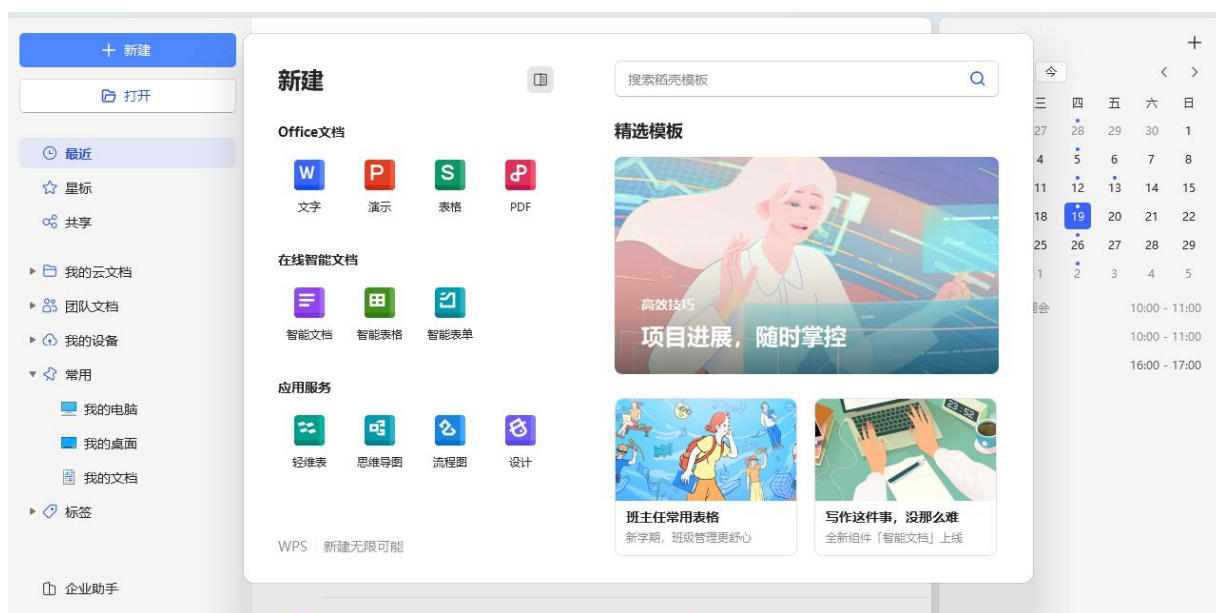 新建
打开
最近
星标
共享
我的云文档
团队文档
我的设备
常用
我的电脑
我的桌面
我的文档
标签
企业助手
新建
Office文档
W P S
文字 演示 表格 PDF
在线智能文档
智能文档 智能表格 智能表单
应用服务
轻维表 思维导图 流程图 设计
WPS 新建无限可能
搜索稻壳模板
精选模板
高效技巧
项目进展，随时掌控
23:52
班主任常用表格
新学期，班级管理更舒心
写作这件事，没那么难
全新组件「智能文档」上线
今
三 四 五 六 日
27 28 29 30 1
4 5 6 7 8
11 12 13 14 15
18 19 20 21 22
25 26 27 28 29
1 2 3 4 5
会 10:00 - 11:00
10:00 - 11:00
16:00 - 17:00